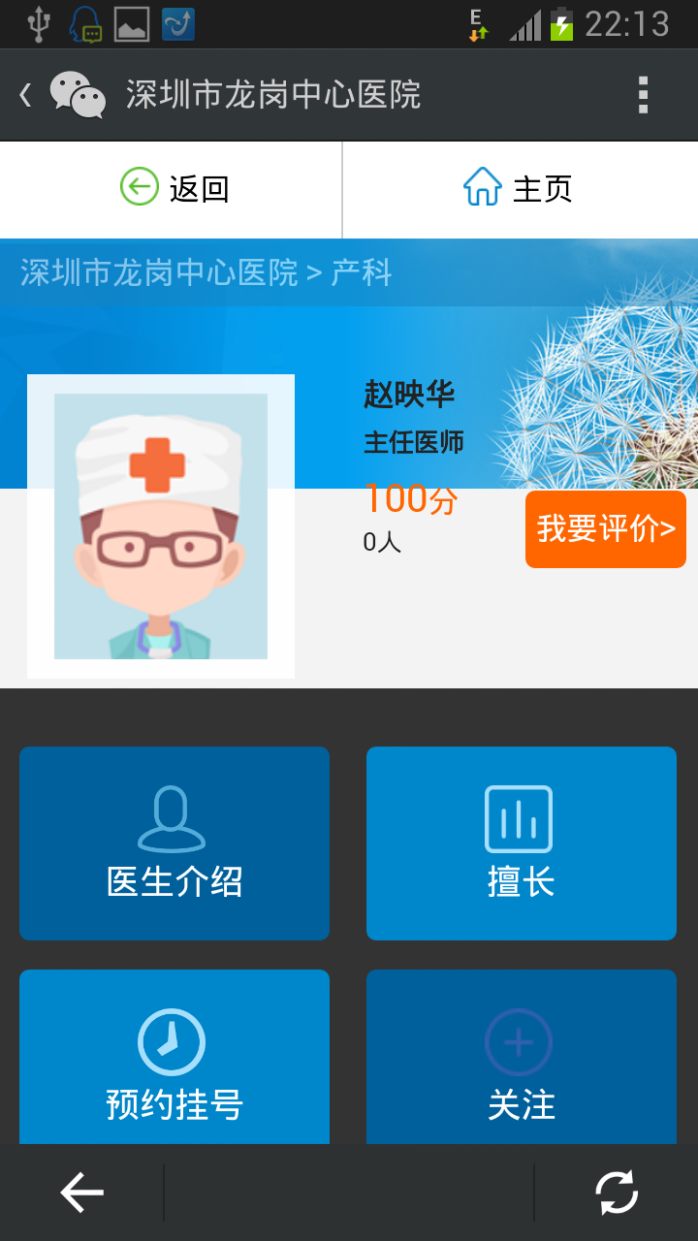 E
22:13
深圳市龙岗中心医院
返回
主页
深圳市龙岗中心医院 > 产科
赵映华
主任医师
100分
0人
我要评价>
医生介绍
擅长
预约挂号
关注